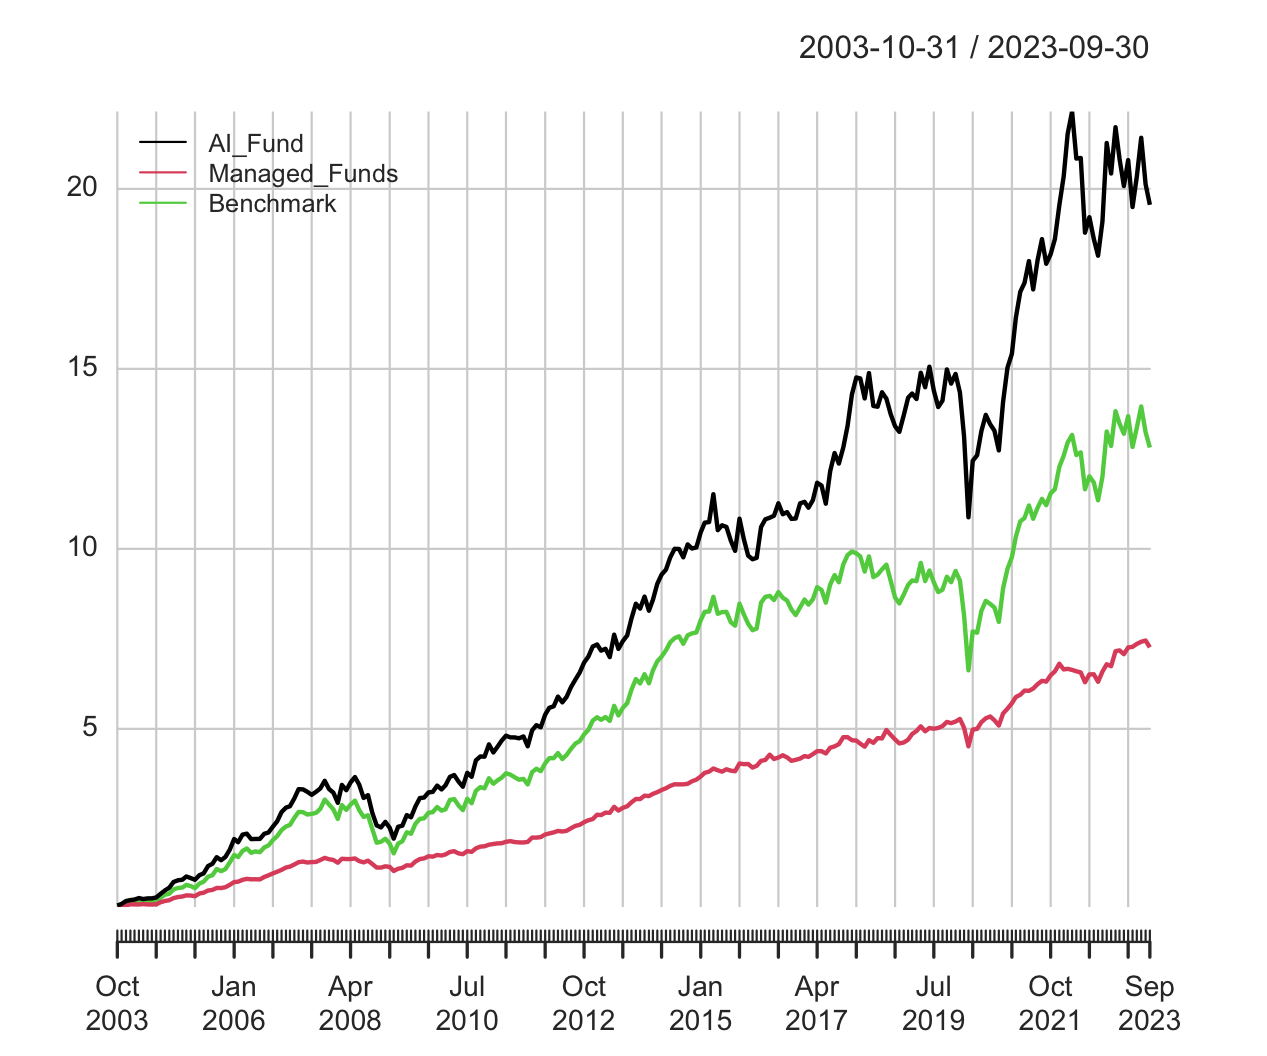 2003-10-31 / 2023-09-30
AI_Fund
Managed_Funds
Benchmark
20
15
10
5
Oct Jan Apr Jul Oct Jan Apr Jul Oct Sep
2003 2006 2008 2010 2012 2015 2017 2019 2021 2023